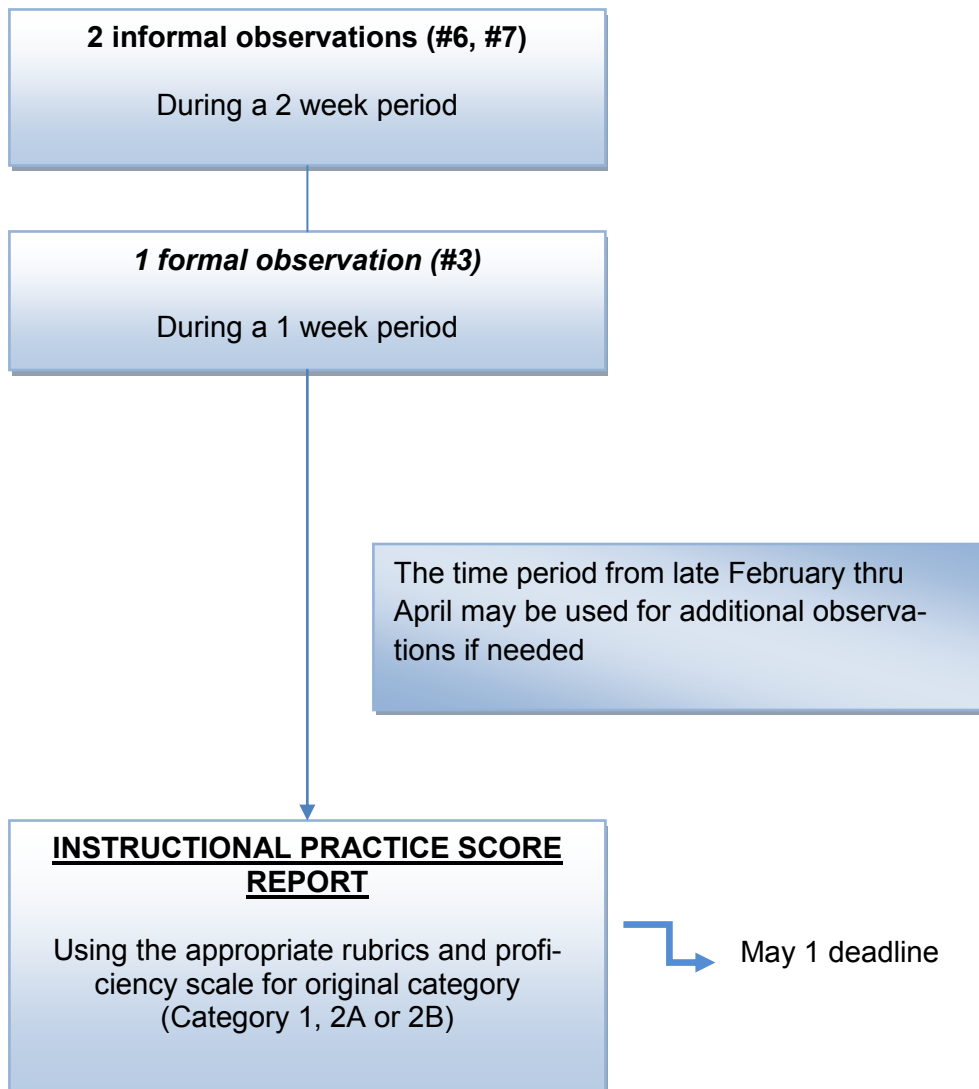 2 informal observations (#6, #7)
During a 2 week period
1 formal observation (#3)
During a 1 week period
The time period from late February thru
April may be used for additional observa-
tions if needed
INSTRUCTIONAL PRACTICE SCORE
REPORT
Using the appropriate rubrics and profi-
ciency scale for original category
(Category 1, 2A or 2B)
May 1 deadline